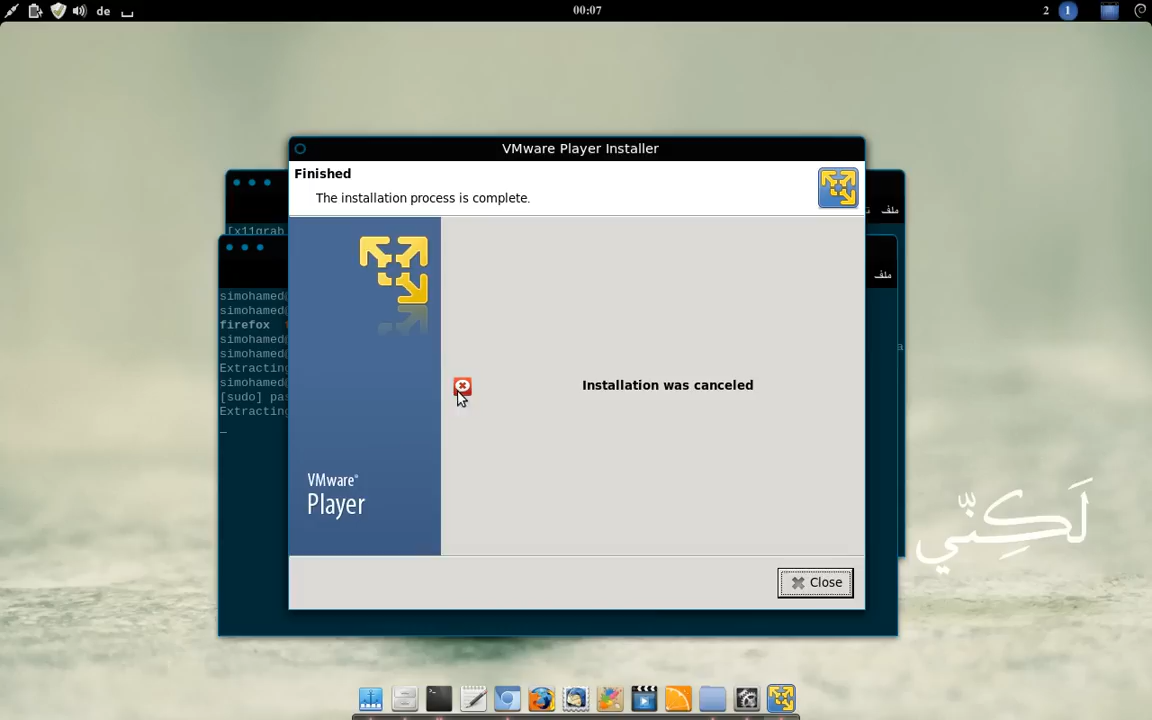 de
00:07
2
1
VMware Player Installer
Finished
The installation process is complete.
ملف
[x11grab
ملف
simohamed@
simohamed@
firefox
simohamed@
simohamed@
Extracting
simohamed@
[sudo] pas
Extracting
Installation was canceled
VMware®
Player
لَكِنّي
Close